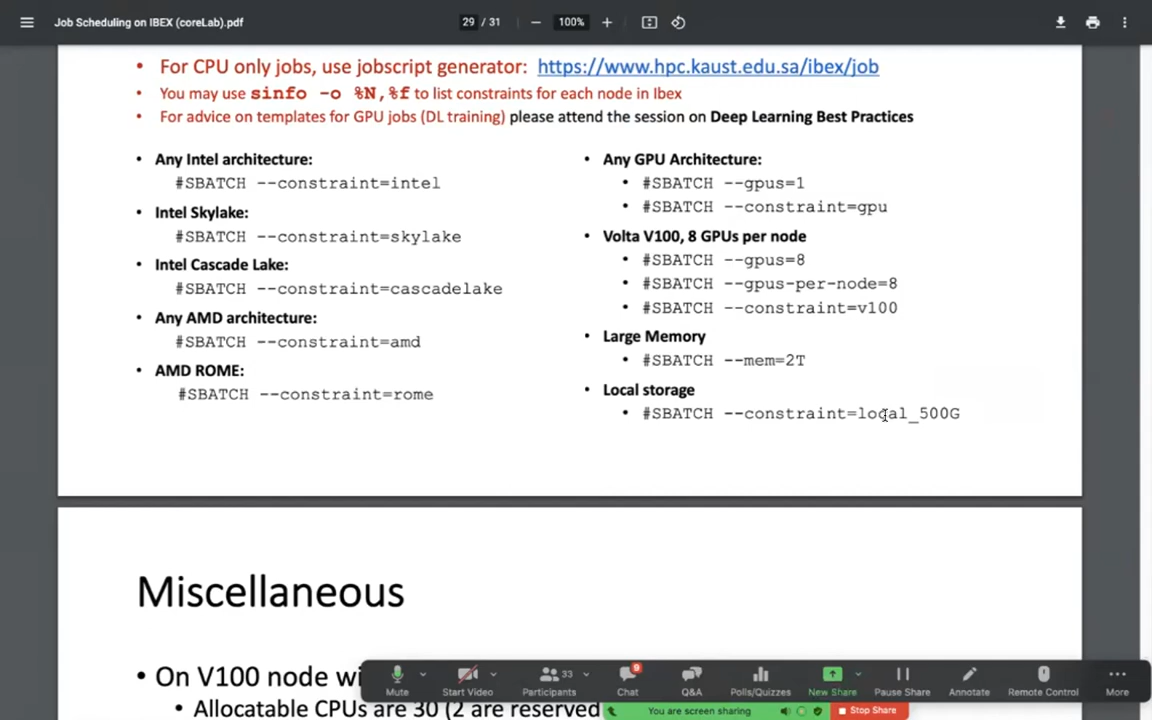 Job Scheduling on IBEX (coreLab).pdf
29 / 31
100%
• For CPU only jobs, use jobscript generator: https://www.hpc.kaust.edu.sa/ibex/job
• You may use sinfo -o %N,%f to list constraints for each node in Ibex
• For advice on templates for GPU jobs (DL training) please attend the session on Deep Learning Best Practices
• Any Intel architecture:
#SBATCH --constraint=intel
• Intel Skylake:
#SBATCH --constraint=skylake
• Intel Cascade Lake:
#SBATCH --constraint=cascadelake
• Any AMD architecture:
#SBATCH --constraint=amd
• AMD ROME:
#SBATCH --constraint=rome
• Any GPU Architecture:
• #SBATCH --gpus=1
• #SBATCH --constraint=gpu
• Volta V100, 8 GPUs per node
• #SBATCH --gpus=8
• #SBATCH --gpus-per-node=8
• #SBATCH --constraint=v100
• Large Memory
• #SBATCH --mem=2T
• Local storage
• #SBATCH --constraint=local_500G
Miscellaneous
• On V100 node wi
• Allocatable CPUs are 30 (2 are reserved
Mute
Start Video
33
Participants
9
Chat
Q&A
Polls/Quizzes
New Share
Pause Share
Annotate
Remote Control
More
You are screen sharing
Stop Share